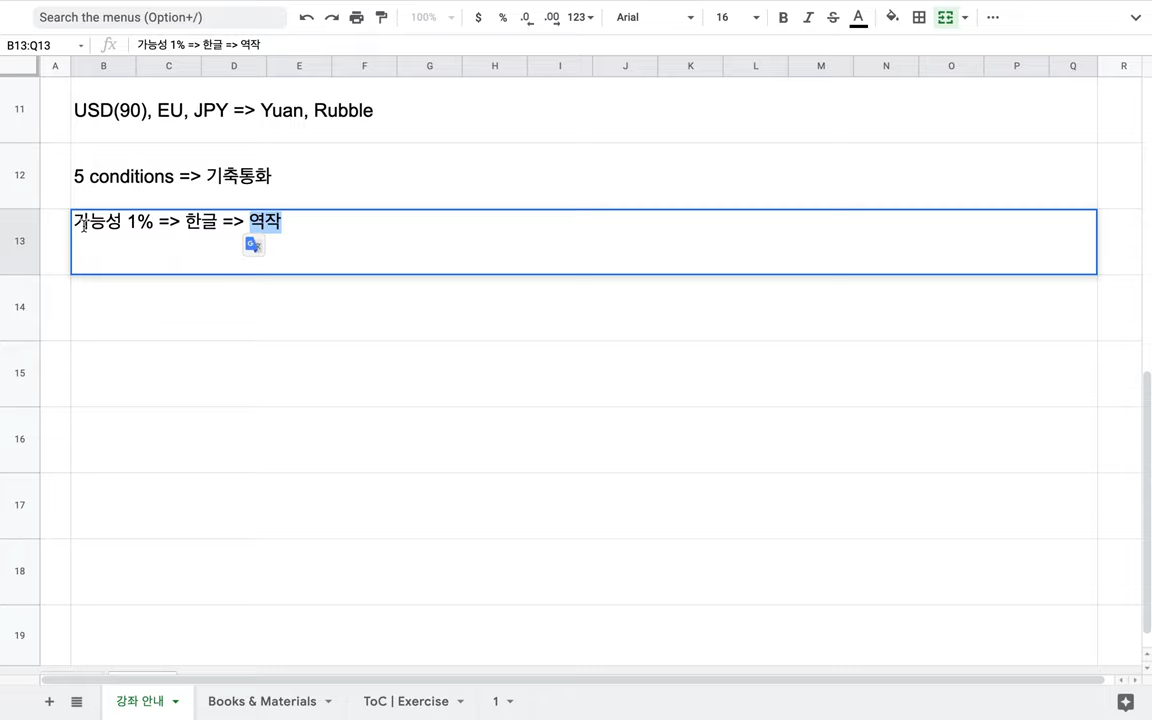 Search the menus (Option+/)
100%
$
%
.0
.00
123
Arial
16
B
I
S
A
B13:Q13
fx
가능성 1% => 한글 => 역작
A B C D E F G H I J K L M N O P Q R
11 USD(90), EU, JPY => Yuan, Rubble
12 5 conditions => 기축통화
13 가능성 1% => 한글 => 역작
14
15
16
17
18
19
강좌 안내
Books & Materials
ToC | Exercise
1